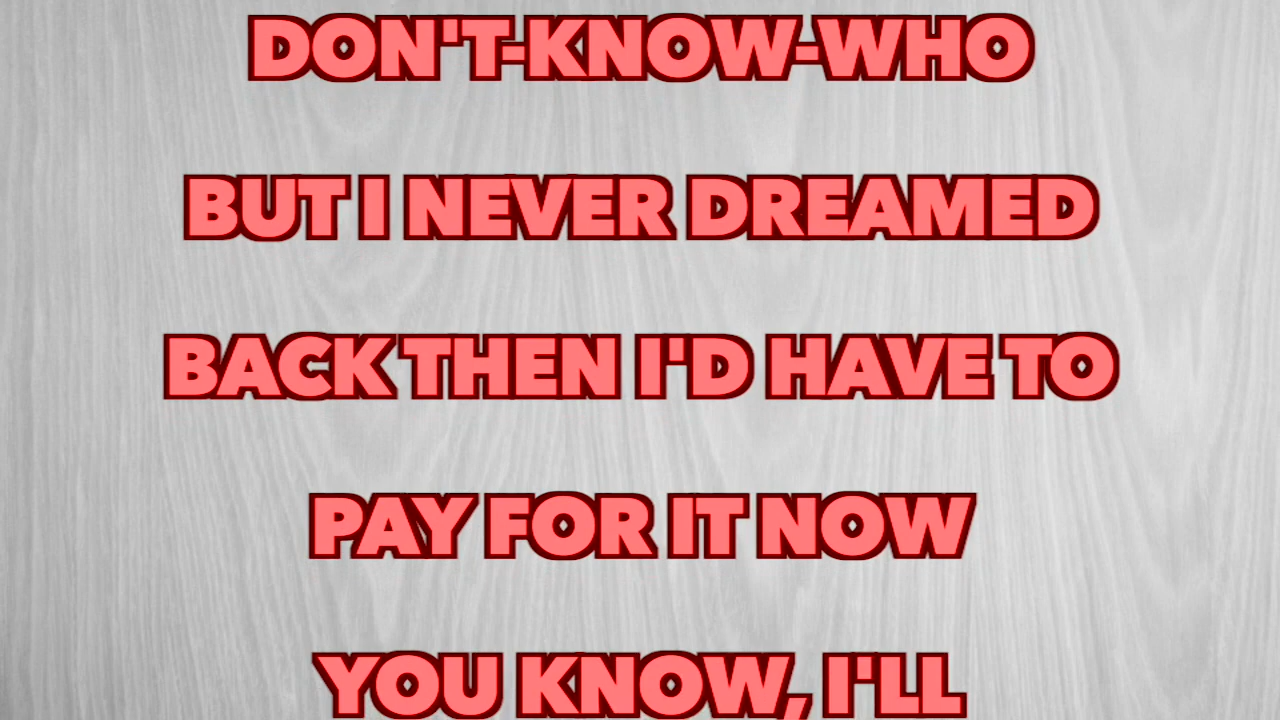 DON'T-KNOW-WHO
BUT I NEVER DREAMED
BACK THEN I'D HAVE TO
PAY FOR IT NOW
YOU KNOW, I'LL